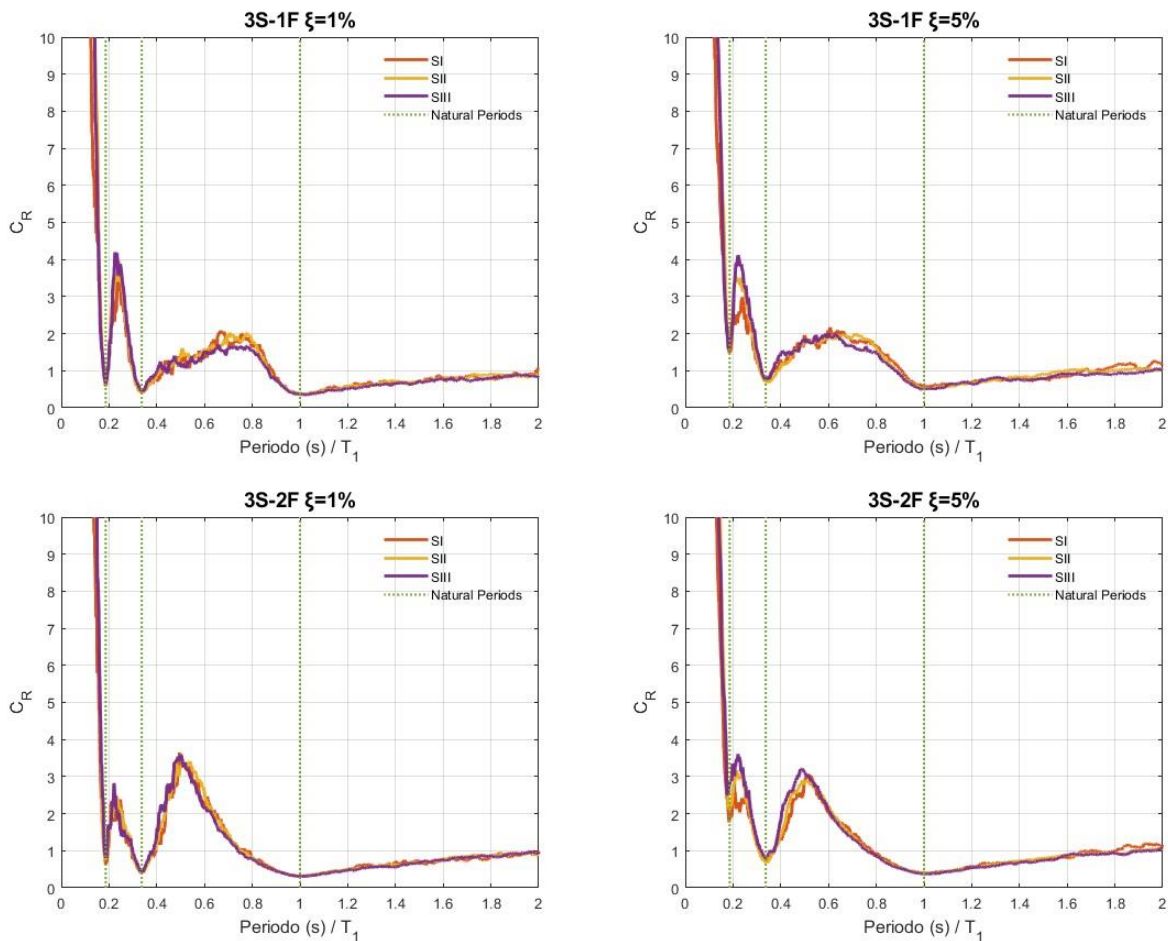 3S-1F ξ=1%
10
9
8
7
6
5
4
3
2
1
0
C_R
SI
SII
SIII
Natural Periods
0 0.2 0.4 0.6 0.8 1 1.2 1.4 1.6 1.8 2
Periodo (s) / T_1
3S-1F ξ=5%
10
9
8
7
6
5
4
3
2
1
0
C_R
SI
SII
SIII
Natural Periods
0 0.2 0.4 0.6 0.8 1 1.2 1.4 1.6 1.8 2
Periodo (s) / T_1
3S-2F ξ=1%
10
9
8
7
6
5
4
3
2
1
0
C_R
SI
SII
SIII
Natural Periods
0 0.2 0.4 0.6 0.8 1 1.2 1.4 1.6 1.8 2
Periodo (s) / T_1
3S-2F ξ=5%
10
9
8
7
6
5
4
3
2
1
0
C_R
SI
SII
SIII
Natural Periods
0 0.2 0.4 0.6 0.8 1 1.2 1.4 1.6 1.8 2
Periodo (s) / T_1